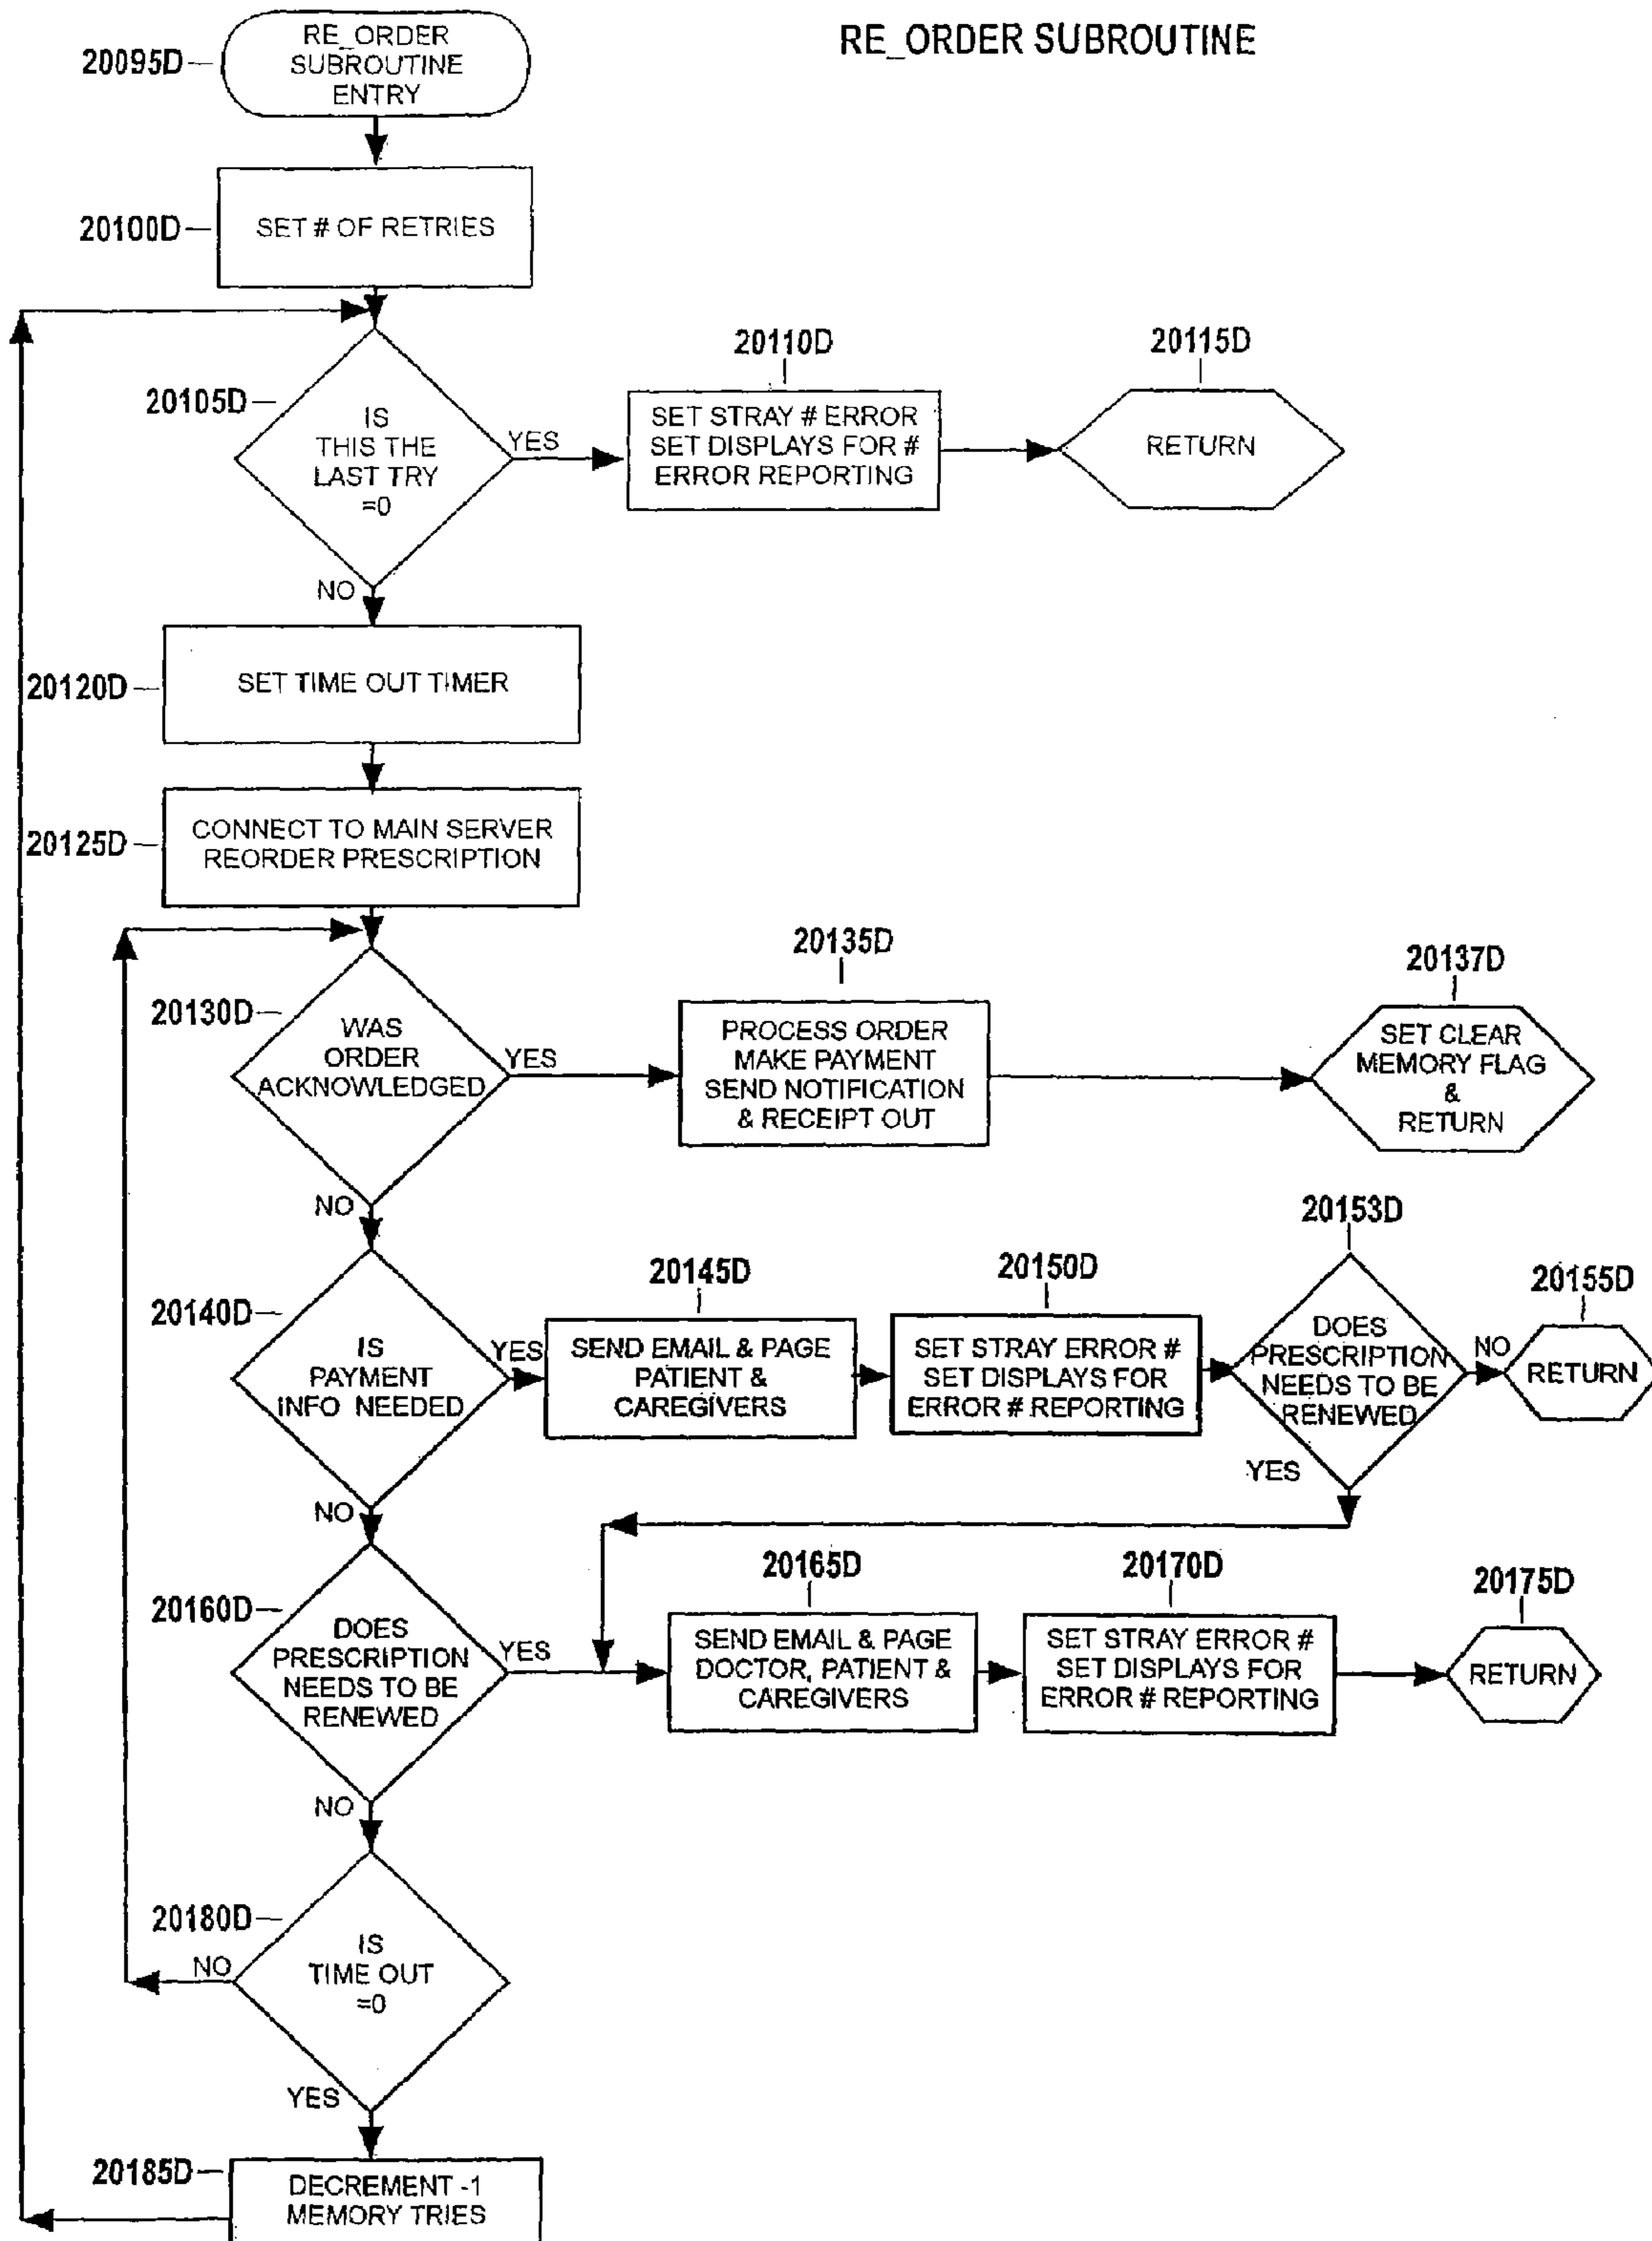 RE_ORDER SUBROUTINE
20095D
RE_ORDER
SUBROUTINE
ENTRY
20100D
SET # OF RETRIES
20105D
IS
THIS THE
LAST TRY
=0
YES
NO
20110D
SET STRAY # ERROR
SET DISPLAYS FOR #
ERROR REPORTING
20115D
RETURN
20120D
SET TIME OUT TIMER
20125D
CONNECT TO MAIN SERVER
REORDER PRESCRIPTION
20130D
WAS
ORDER
ACKNOWLEDGED
YES
NO
20135D
PROCESS ORDER
MAKE PAYMENT
SEND NOTIFICATION
& RECEIPT OUT
20137D
SET CLEAR
MEMORY FLAG
&
RETURN
20140D
IS
PAYMENT
INFO NEEDED
YES
NO
20145D
SEND EMAIL & PAGE
PATIENT &
CAREGIVERS
20150D
SET STRAY ERROR #
SET DISPLAYS FOR
ERROR # REPORTING
20153D
DOES
PRESCRIPTION
NEEDS TO BE
RENEWED
NO
YES
20155D
RETURN
20160D
DOES
PRESCRIPTION
NEEDS TO BE
RENEWED
YES
NO
20165D
SEND EMAIL & PAGE
DOCTOR, PATIENT &
CAREGIVERS
20170D
SET STRAY ERROR #
SET DISPLAYS FOR
ERROR # REPORTING
20175D
RETURN
20180D
IS
TIME OUT
=0
NO
YES
20185D
DECREMENT -1
MEMORY TRIES